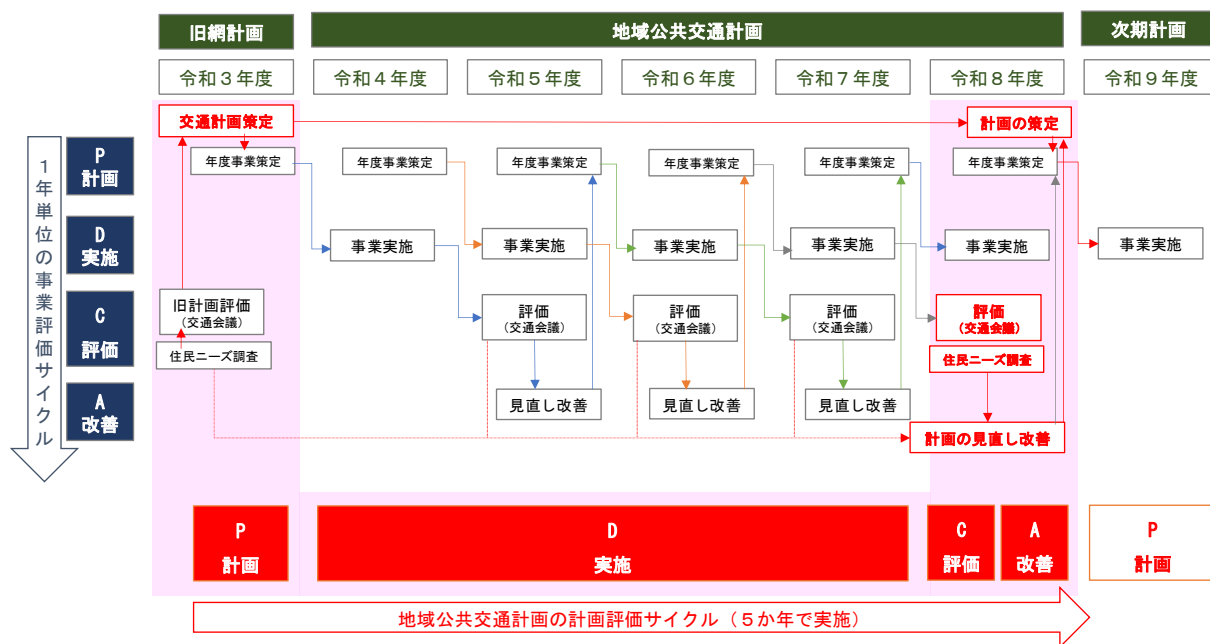 旧網計画
地域公共交通計画
次期計画
令和３年度
令和４年度
令和５年度
令和６年度
令和７年度
令和８年度
令和９年度
１年単位の事業評価サイクル
P
計画
D
実施
C
評価
A
改善
交通計画策定
計画の策定
年度事業策定
年度事業策定
年度事業策定
年度事業策定
年度事業策定
年度事業策定
事業実施
事業実施
事業実施
事業実施
事業実施
事業実施
旧計画評価
（交通会議）
評価
（交通会議）
評価
（交通会議）
評価
（交通会議）
評価
（交通会議）
住民ニーズ調査
住民ニーズ調査
見直し改善
見直し改善
見直し改善
計画の見直し改善
P
計画
D
実施
C
評価
A
改善
P
計画
地域公共交通計画の計画評価サイクル（５か年で実施）